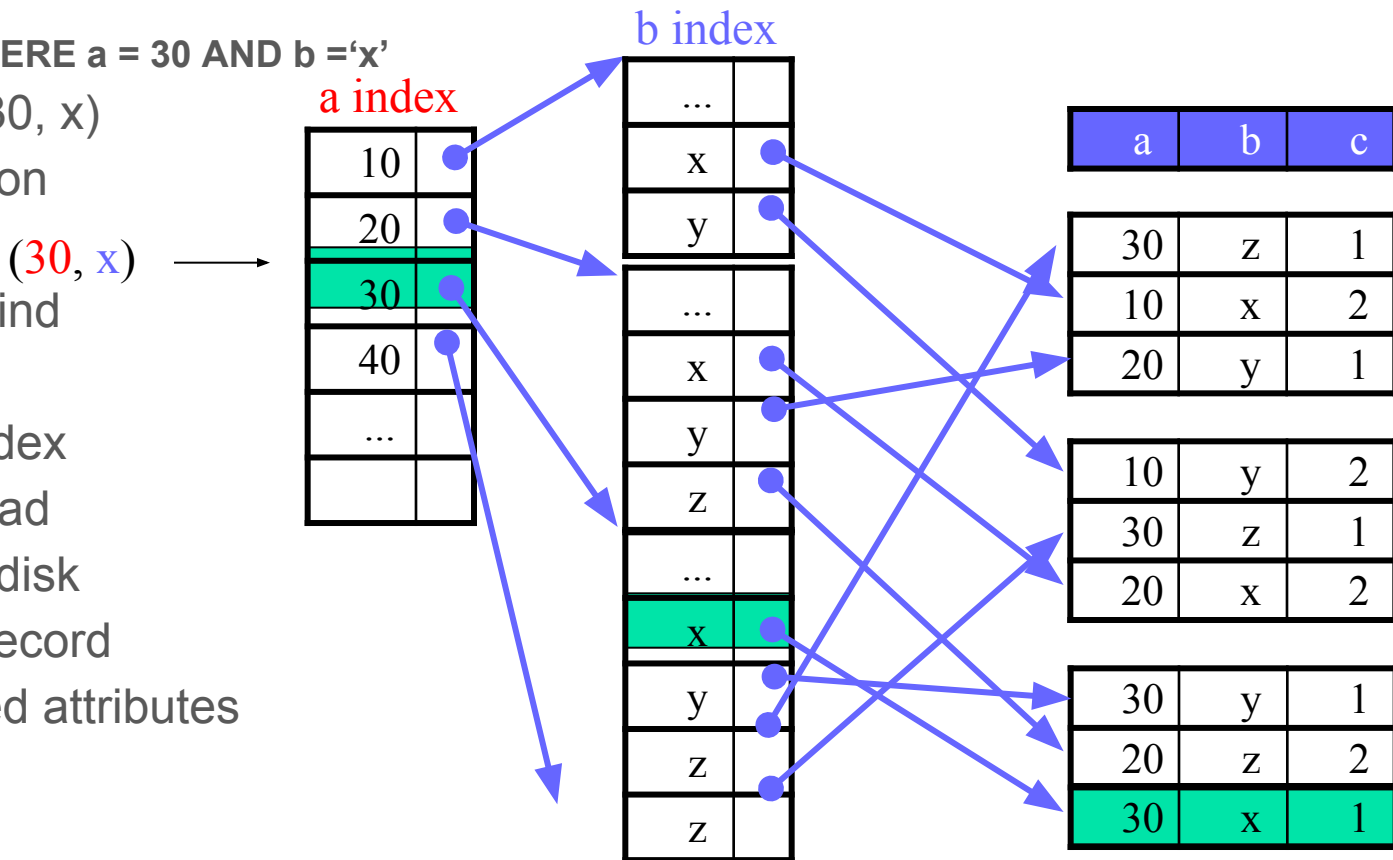 ERE a = 30 AND b =‘x’
30, x)
on
(30, x)
ind
dex
ad
disk
ecord
ed attributes
a index
10
20
30
40
...
b index
...
x
y
...
x
y
z
...
x
y
z
z
a b c
30 z 1
10 x 2
20 y 1
10 y 2
30 z 1
20 x 2
30 y 1
20 z 2
30 x 1